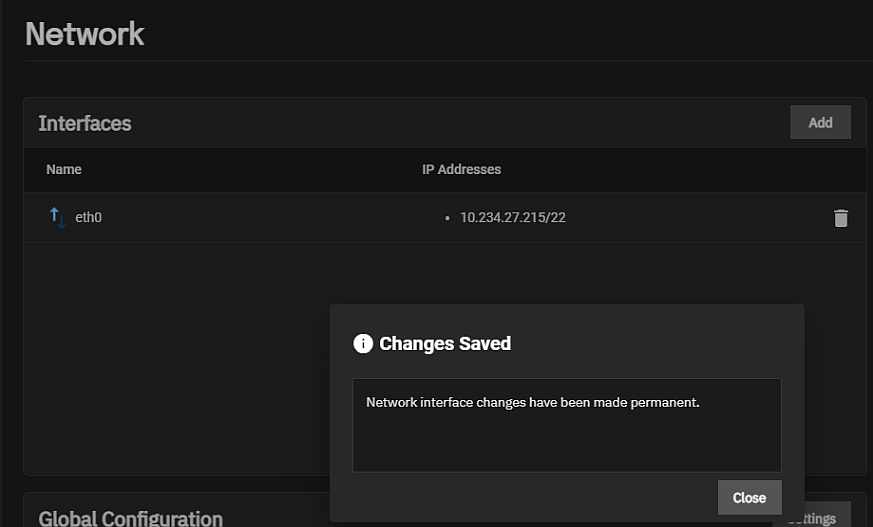 Network
Interfaces
Add
Name
IP Addresses
eth0
• 10.234.27.215/22
Changes Saved
Network interface changes have been made permanent.
Close
Global Configuration
Settings